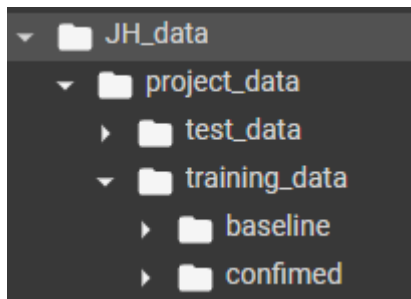 JH_data
project_data
test_data
training_data
baseline
confimed